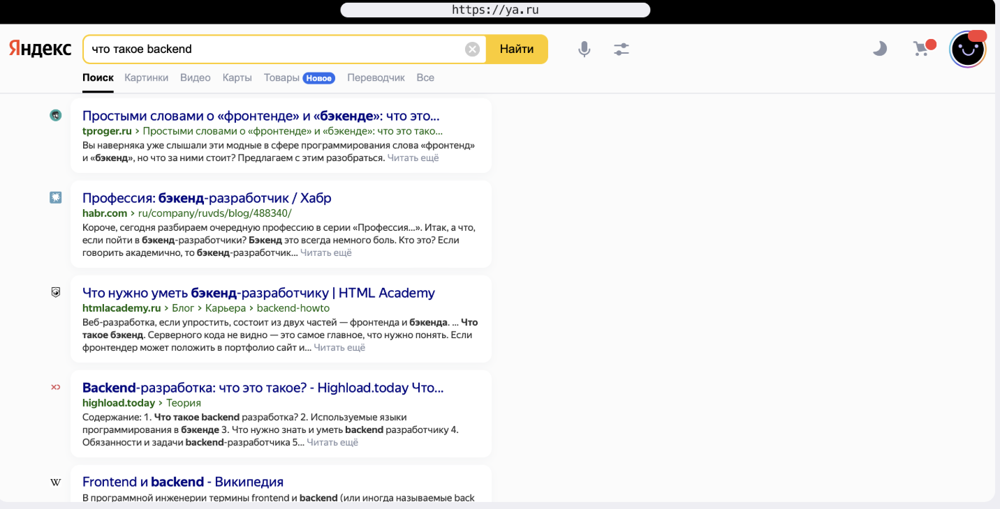 https://ya.ru
Яндекс
что такое backend
Найти
Поиск Картинки Видео Карты Товары Новое Переводчик Все
Простыми словами о «фронтенде» и «бэкенде»: что это...
tproger.ru › Простыми словами о «фронтенде» и «бэкенде»: что это тако...
Вы наверняка уже слышали эти модные в сфере программирования слова «фронтенд»
и «бэкенд», но что за ними стоит? Предлагаем с этим разобраться. Читать ещё
Профессия: бэкенд-разработчик / Хабр
habr.com › ru/company/ruvds/blog/488340/
Короче, сегодня разбираем очередную профессию в серии «Профессия...». Итак, а что,
если пойти в бэкенд-разработчики? Бэкенд это всегда немного боль. Кто это? Если
говорить академично, то бэкенд-разработчик... Читать ещё
Что нужно уметь бэкенд-разработчику | HTML Academy
htmlacademy.ru › Блог › Карьера › backend-howto
Веб-разработка, если упростить, состоит из двух частей — фронтенда и бэкенда. ... Что
такое бэкенд. Серверного кода не видно — это самое главное, что нужно понять. Если
фронтендер может положить в портфолио сайт и... Читать ещё
Backend-разработка: что это такое? - Highload.today Что...
highload.today › Теория
Содержание: 1. Что такое backend разработка? 2. Используемые языки
программирования в бэкенде 3. Что нужно знать и уметь backend разработчику 4.
Обязанности и задачи backend-разработчика 5... Читать ещё
W
Frontend и backend - Википедия
В программной инженерии термины frontend и backend (или иногда называемые back